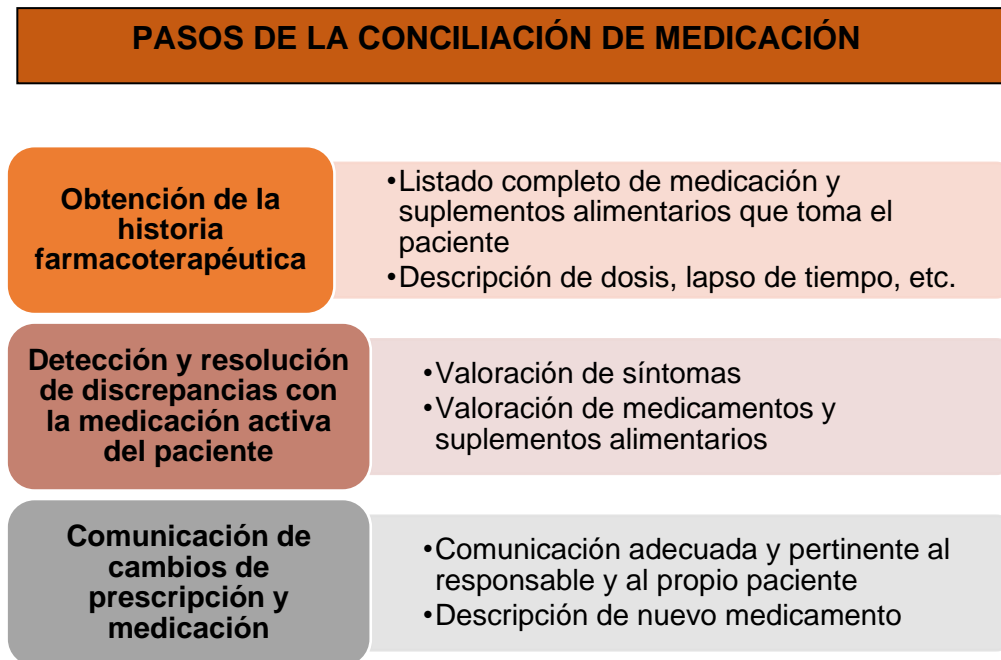 PASOS DE LA CONCILIACIÓN DE MEDICACIÓN
Obtención de la
historia
farmacoterapéutica
•Listado completo de medicación y
suplementos alimentarios que toma el
paciente
•Descripción de dosis, lapso de tiempo, etc.
Detección y resolución
de discrepancias con
la medicación activa
del paciente
•Valoración de síntomas
•Valoración de medicamentos y
suplementos alimentarios
Comunicación de
cambios de
prescripción y
medicación
•Comunicación adecuada y pertinente al
responsable y al propio paciente
•Descripción de nuevo medicamento